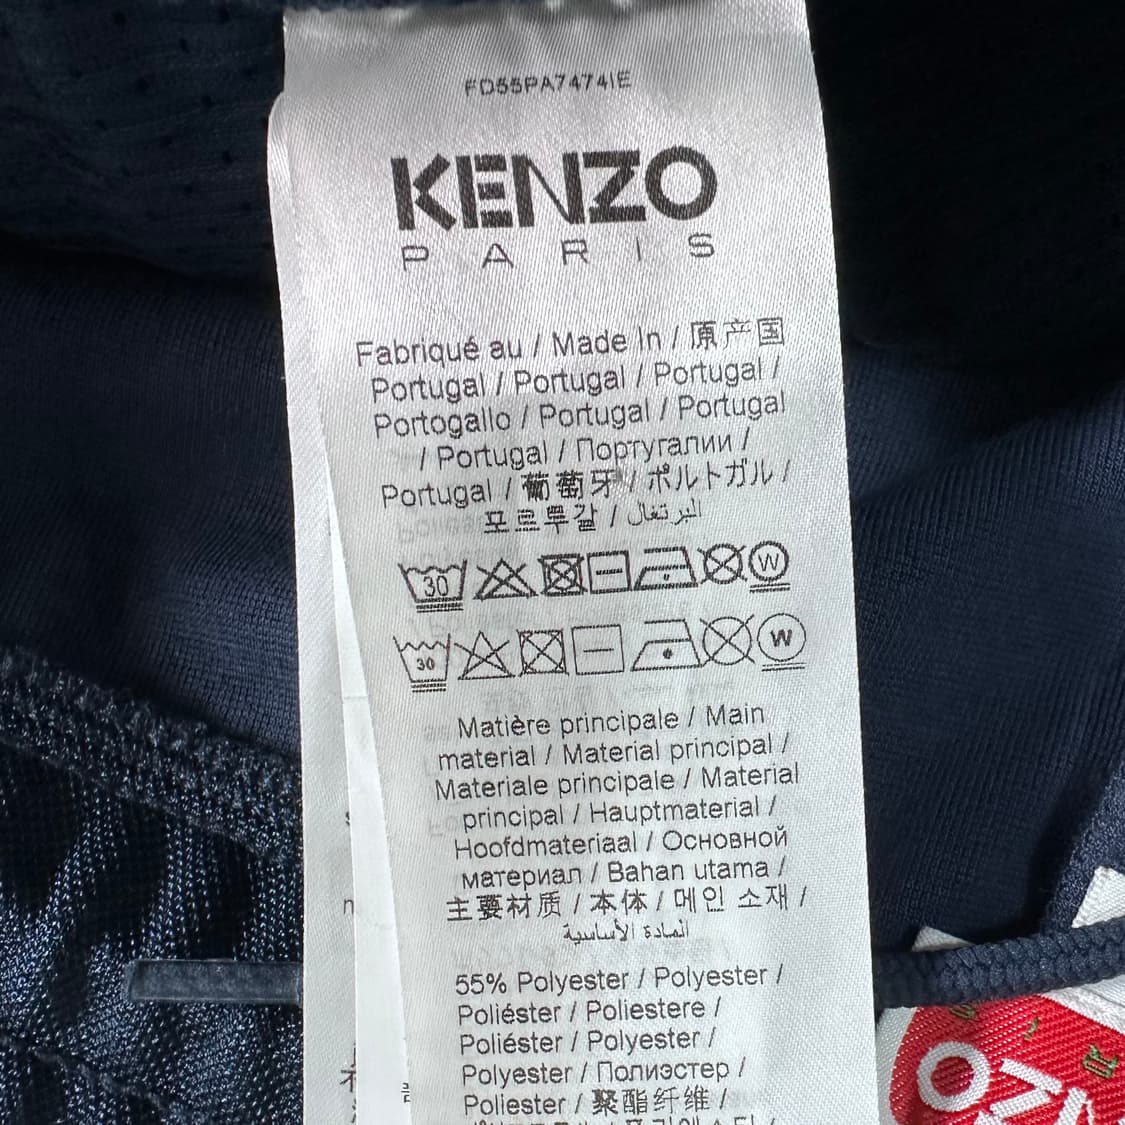 FD55PA7474IE
KENZO
PARIS
Fabriqué au / Made In / 原产国
Portugal / Portugal / Portugal /
Portogallo / Portugal / Portugal
/ Portugal / Португалии /
Portugal / 葡萄牙 / ポルトガル /
포르투갈 / البرتغال
30 W
30 W
Matière principale / Main
material / Material principal /
Materiale principale / Material
principal / Hauptmaterial /
Hoofdmateriaal / Основной
материал / Bahan utama /
主要材质 / 本体 / 메인 소재 /
المادة الأساسية
55% Polyester / Polyester /
Poliéster / Poliestere /
Poliéster / Polyester /
Polyester / Полиэстер /
Poliester / 聚酯纤维 /